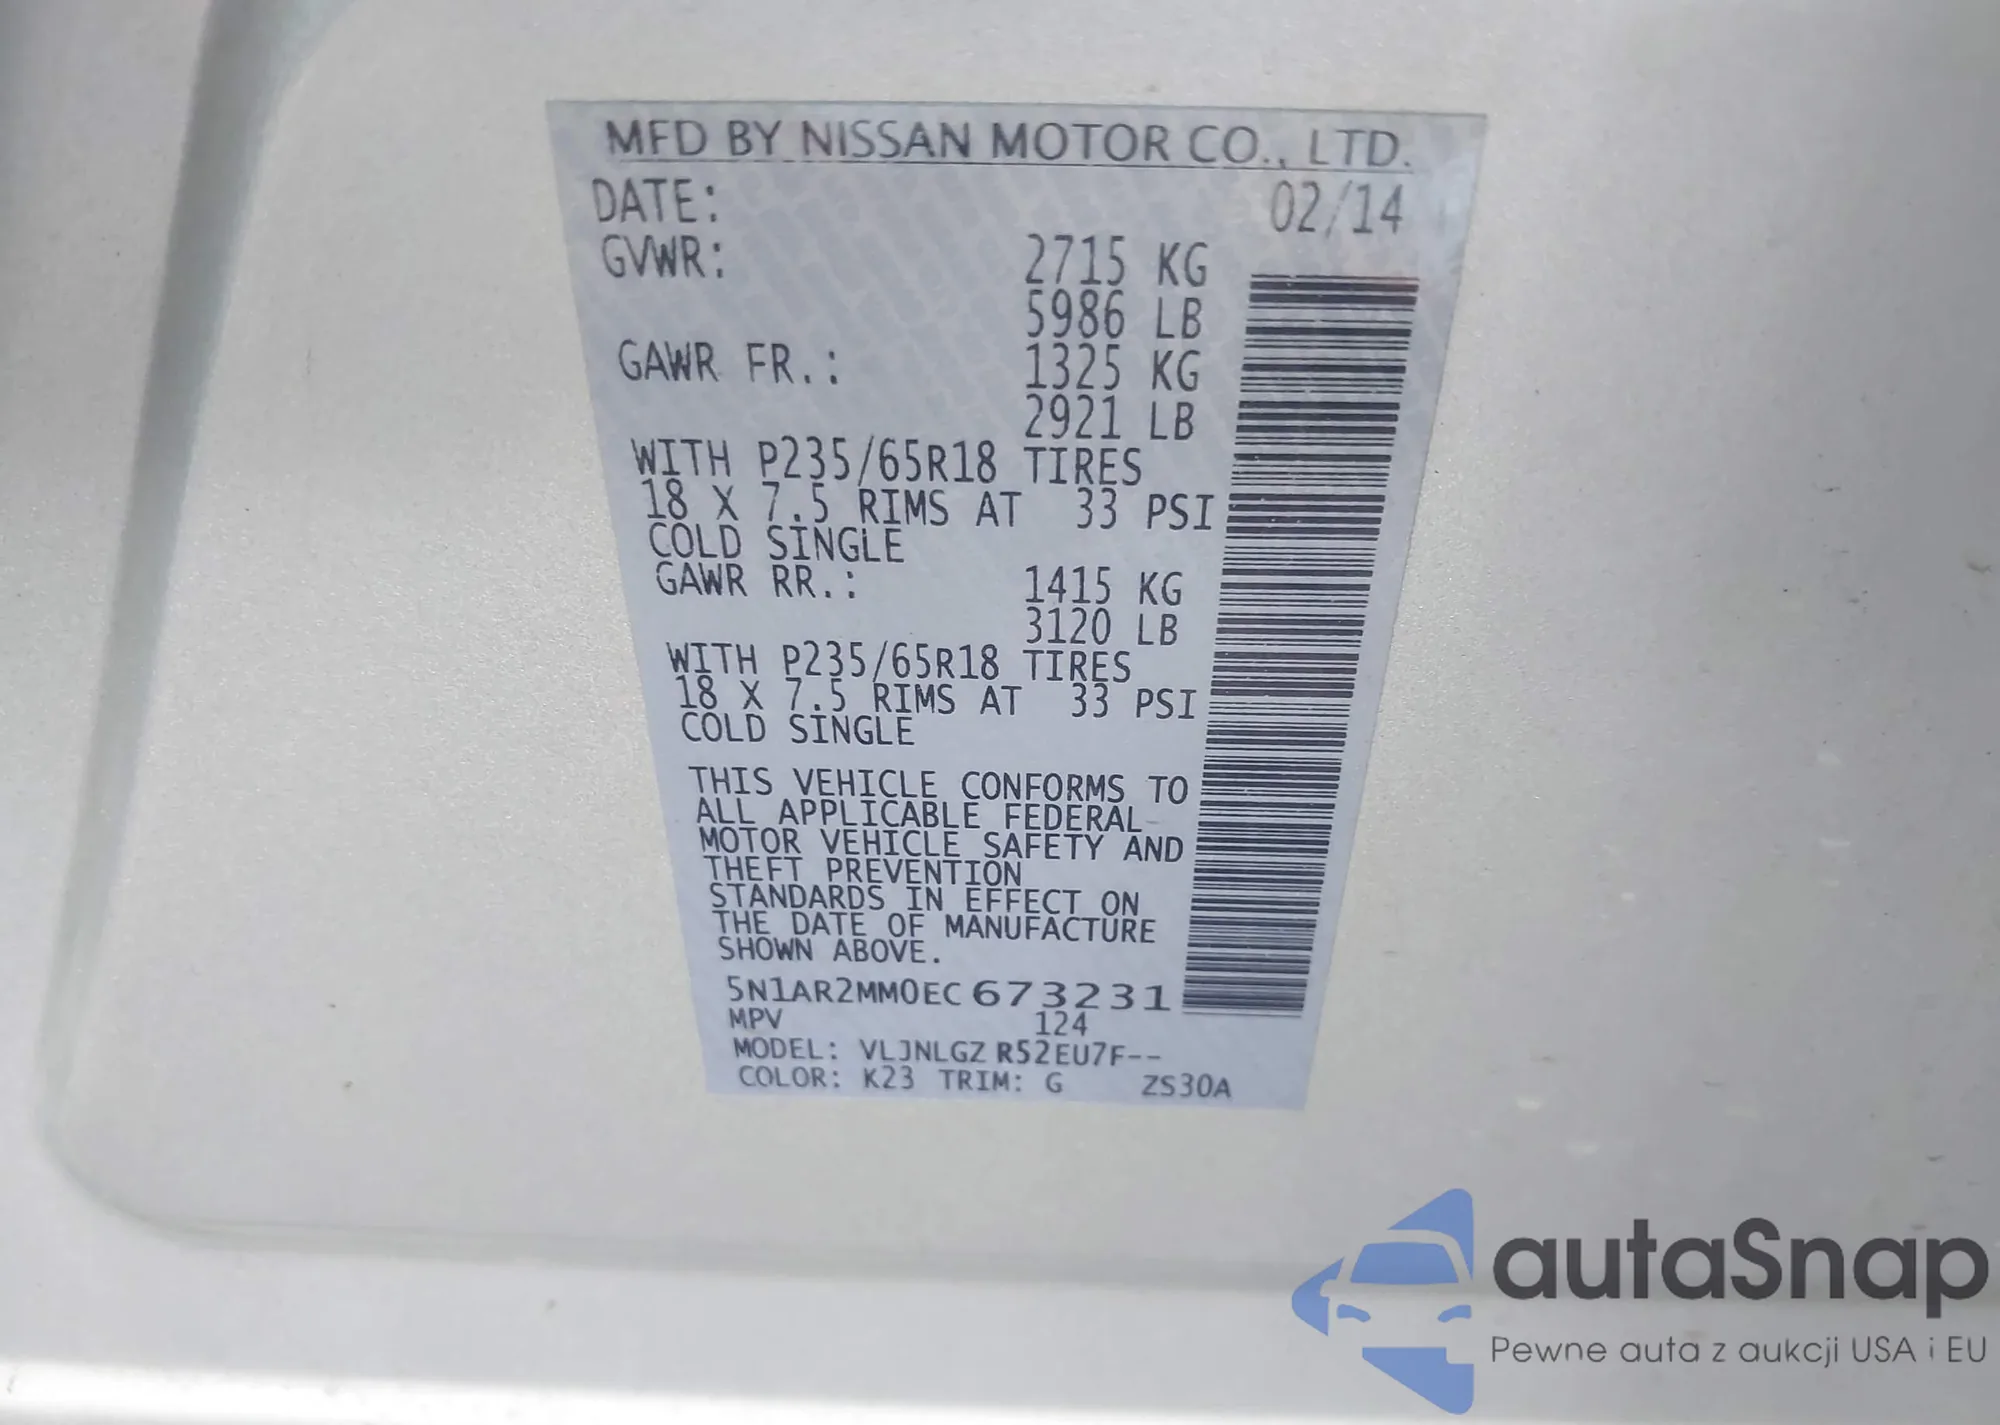 MFD BY NISSAN MOTOR CO., LTD.
DATE: 02/14
GVWR: 2715 KG
5986 LB
GAWR FR.: 1325 KG
2921 LB
WITH P235/65R18 TIRES
18 X 7.5 RIMS AT 33 PSI
COLD SINGLE
GAWR RR.: 1415 KG
3120 LB
WITH P235/65R18 TIRES
18 X 7.5 RIMS AT 33 PSI
COLD SINGLE
THIS VEHICLE CONFORMS TO
ALL APPLICABLE FEDERAL
MOTOR VEHICLE SAFETY AND
THEFT PREVENTION
STANDARDS IN EFFECT ON
THE DATE OF MANUFACTURE
SHOWN ABOVE.
5N1AR2MM0EC673231
MPV 124
MODEL: VLJNLGZ R52EU7F--
COLOR: K23 TRIM: G ZS30A
autaSnap
Pewne auta z aukcji USA i EU